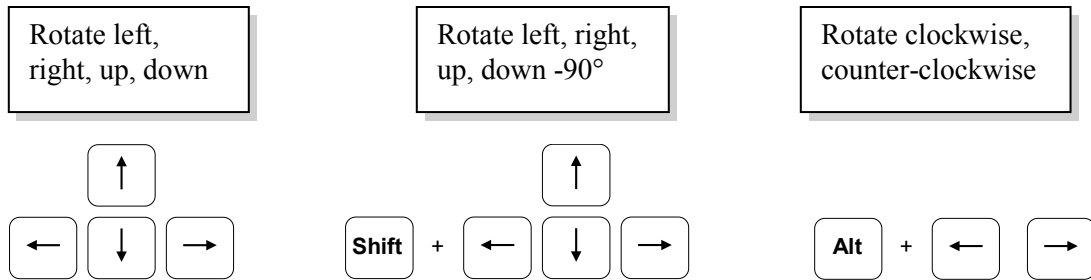 Rotate left,
right, up, down
Rotate left, right,
up, down -90°
Rotate clockwise,
counter-clockwise
↑
← ↓ →
Shift + ← ↑ ↓ →
Alt + ← →